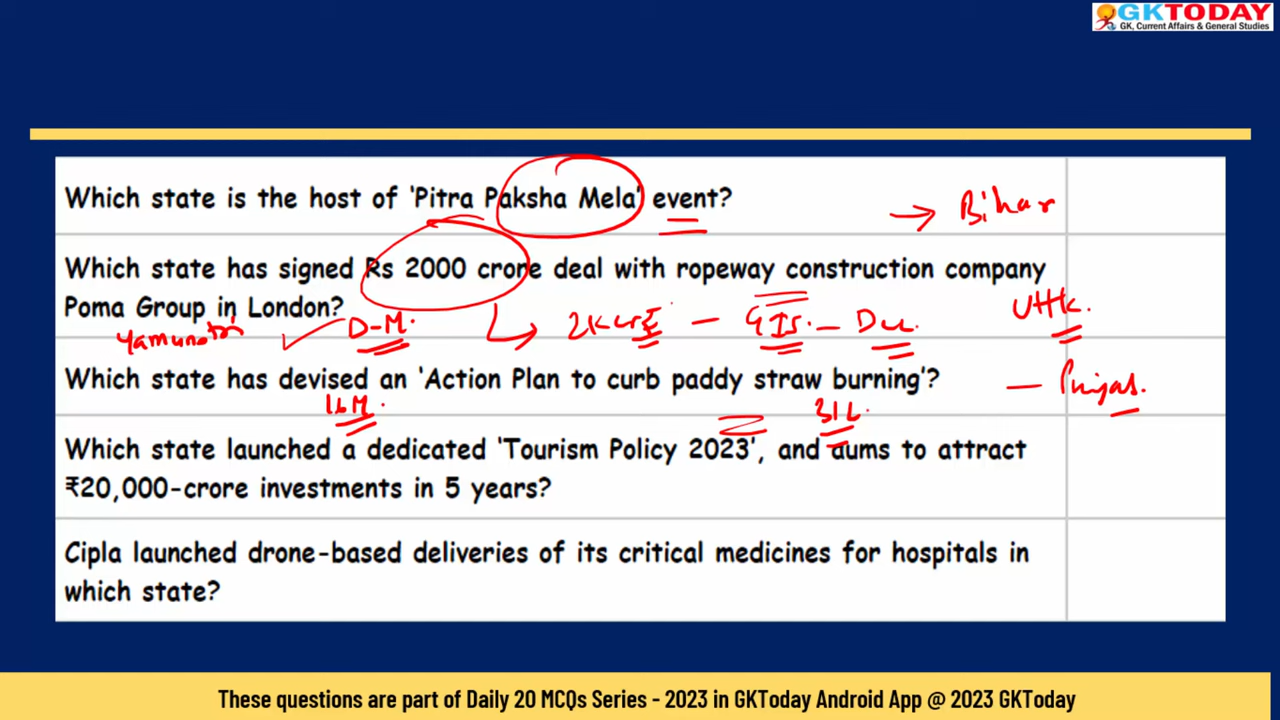 GKTODAY
GK, Current Affairs & General Studies
Which state is the host of 'Pitra Paksha Mela' event?
→ Bihar
Which state has signed Rs 2000 crore deal with ropeway construction company
Poma Group in London?
UttK.
Yamunotri
D-M.
2K crore - GIS. - Dec
Which state has devised an 'Action Plan to curb paddy straw burning'?
- Punjab.
16M.
31L.
Which state launched a dedicated 'Tourism Policy 2023', and aums to attract
₹20,000-crore investments in 5 years?
Cipla launched drone-based deliveries of its critical medicines for hospitals in
which state?
These questions are part of Daily 20 MCQs Series - 2023 in GKToday Android App @ 2023 GKToday